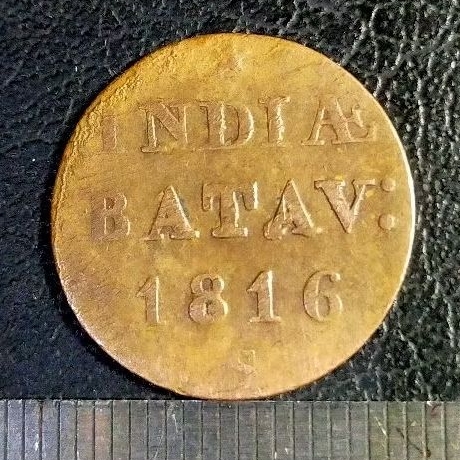 INDIÆ
BATAV:
1816
S